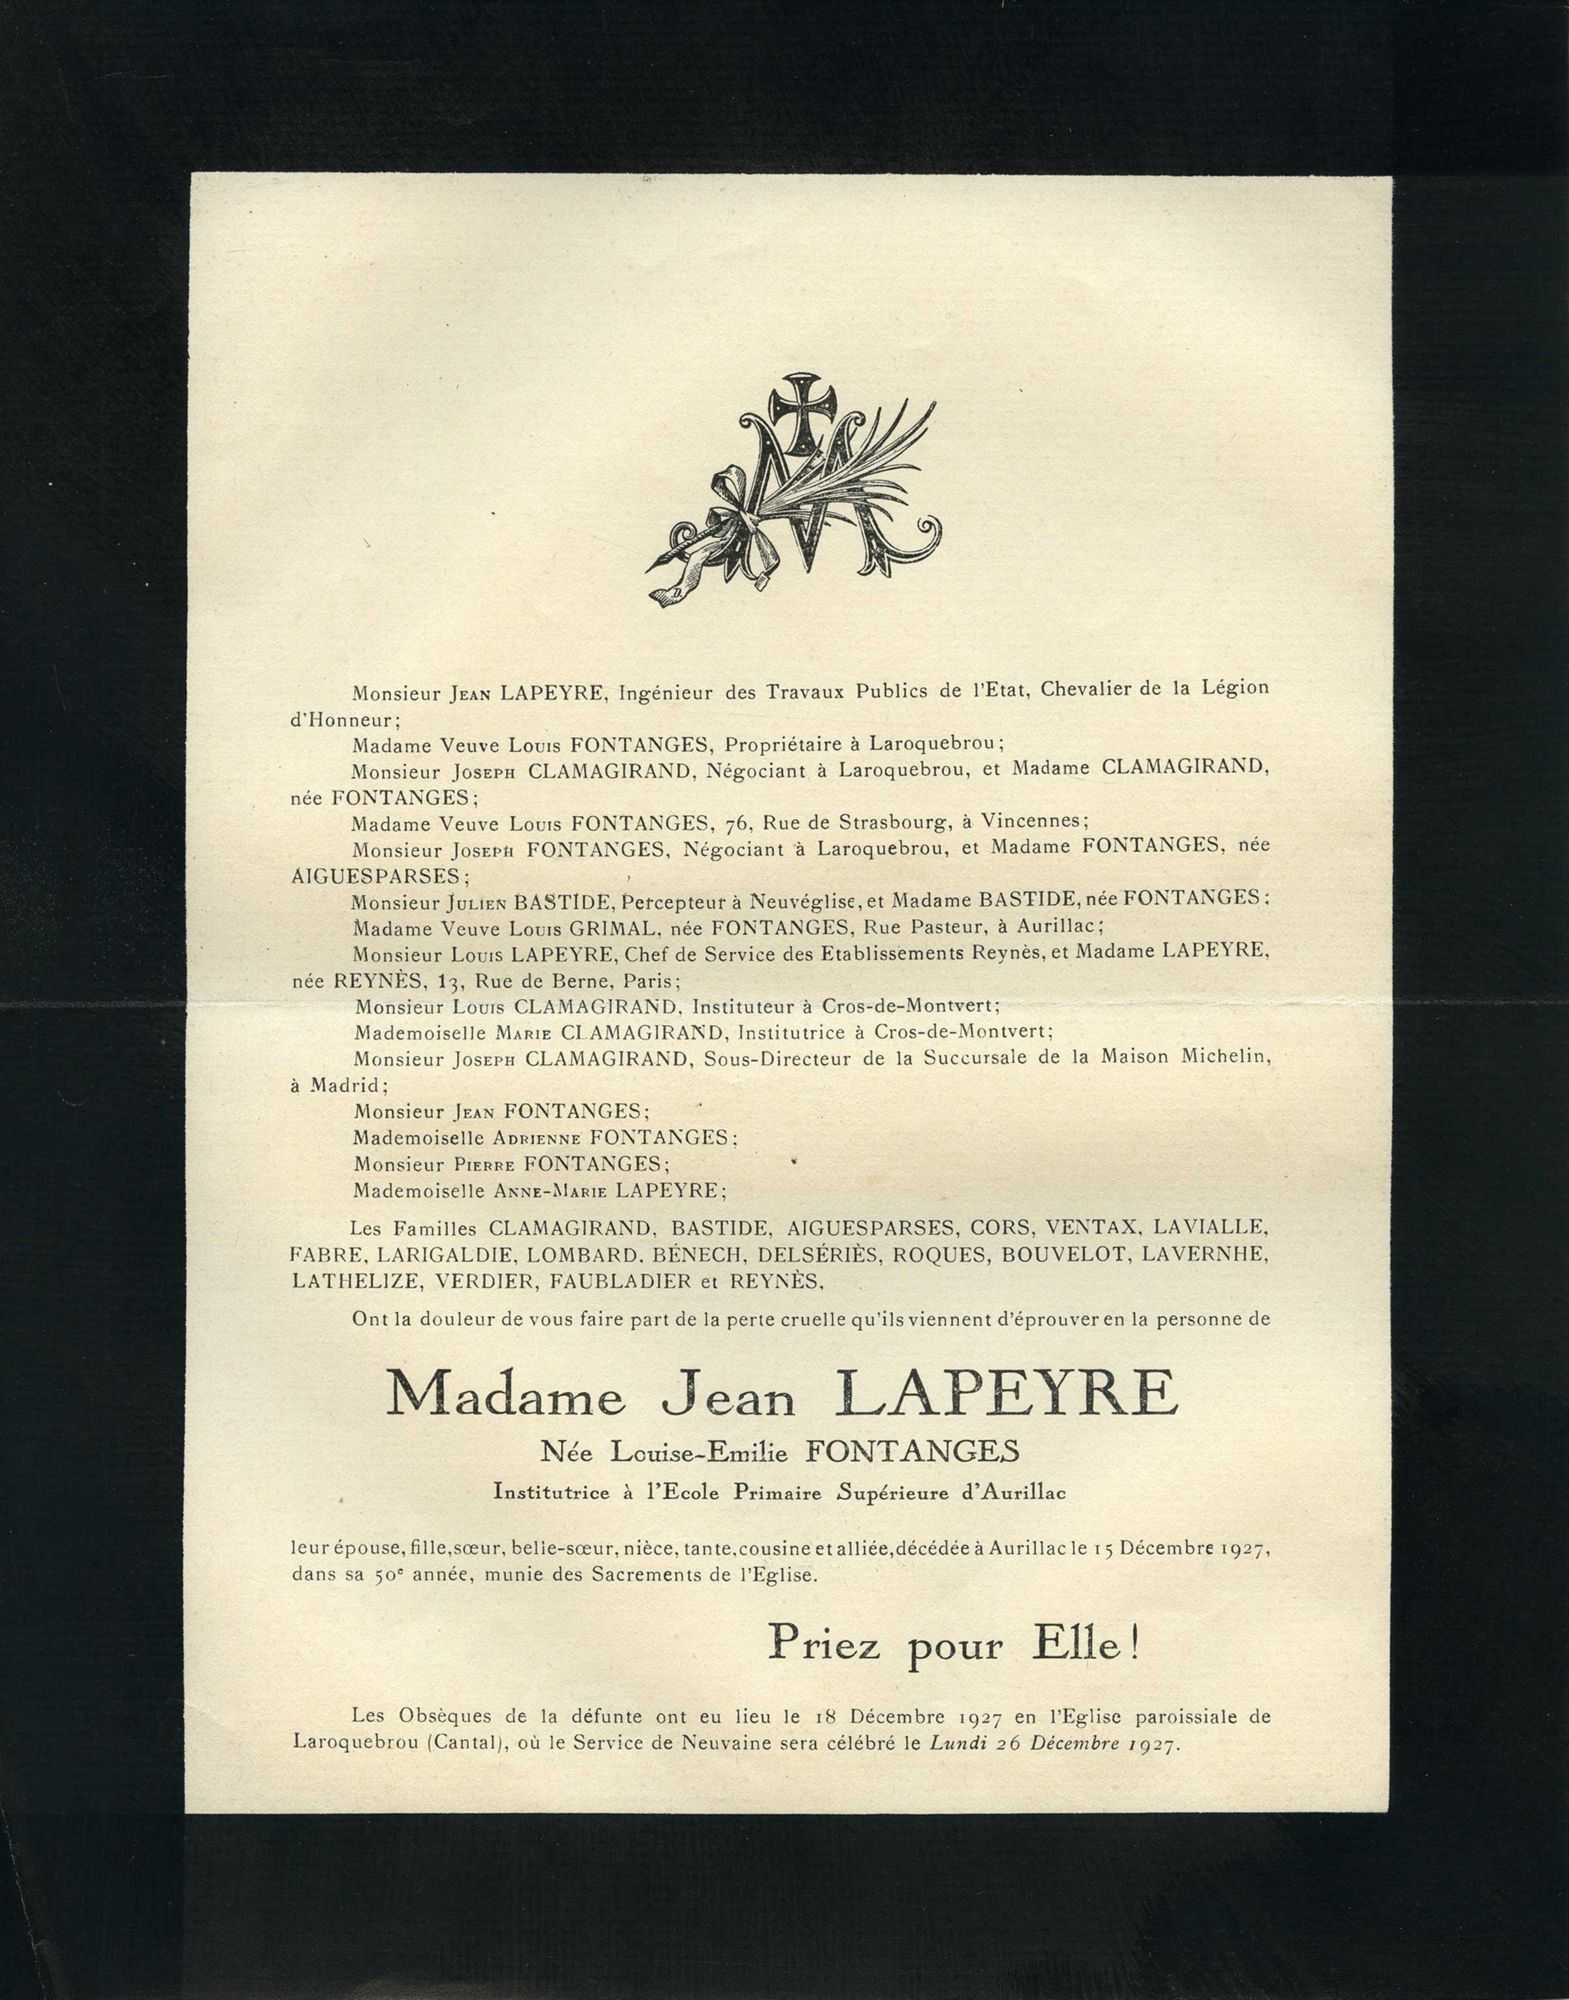 Monsieur Jean LAPEYRE, Ingénieur des Travaux Publics de l'Etat, Chevalier de la Légion
d'Honneur;
Madame Veuve Louis FONTANGES, Propriétaire à Laroquebrou;
Monsieur Joseph CLAMAGIRAND, Négociant à Laroquebrou, et Madame CLAMAGIRAND,
née FONTANGES;
Madame Veuve Louis FONTANGES, 76, Rue de Strasbourg, à Vincennes;
Monsieur Joseph FONTANGES, Négociant à Laroquebrou, et Madame FONTANGES, née
AIGUESPARSES;
Monsieur Julien BASTIDE, Percepteur à Neuvéglise, et Madame BASTIDE, née FONTANGES;
Madame Veuve Louis GRIMAL, née FONTANGES, Rue Pasteur, à Aurillac;
Monsieur Louis LAPEYRE, Chef de Service des Etablissements Reynès, et Madame LAPEYRE,
née REYNÈS, 13, Rue de Berne, Paris;
Monsieur Louis CLAMAGIRAND, Instituteur à Cros-de-Montvert;
Mademoiselle Marie CLAMAGIRAND, Institutrice à Cros-de-Montvert;
Monsieur Joseph CLAMAGIRAND, Sous-Directeur de la Succursale de la Maison Michelin,
à Madrid;
Monsieur Jean FONTANGES;
Mademoiselle Adrienne FONTANGES;
Monsieur Pierre FONTANGES;
Mademoiselle Anne-Marie LAPEYRE;
Les Familles CLAMAGIRAND, BASTIDE, AIGUESPARSES, CORS, VENTAX, LAVIALLE,
FABRE, LARIGALDIE, LOMBARD, BÉNECH, DELSÉRIÈS, ROQUES, BOUVELOT, LAVERNHE,
LATHELIZE, VERDIER, FAUBLADIER et REYNÈS,
Ont la douleur de vous faire part de la perte cruelle qu'ils viennent d'éprouver en la personne de
Madame Jean LAPEYRE
Née Louise-Emilie FONTANGES
Institutrice à l'Ecole Primaire Supérieure d'Aurillac
leur épouse, fille, sœur, belle-sœur, nièce, tante, cousine et alliée, décédée à Aurillac le 15 Décembre 1927,
dans sa 50e année, munie des Sacrements de l'Eglise.
Priez pour Elle!
Les Obsèques de la défunte ont eu lieu le 18 Décembre 1927 en l'Eglise paroissiale de
Laroquebrou (Cantal), où le Service de Neuvaine sera célébré le Lundi 26 Décembre 1927.